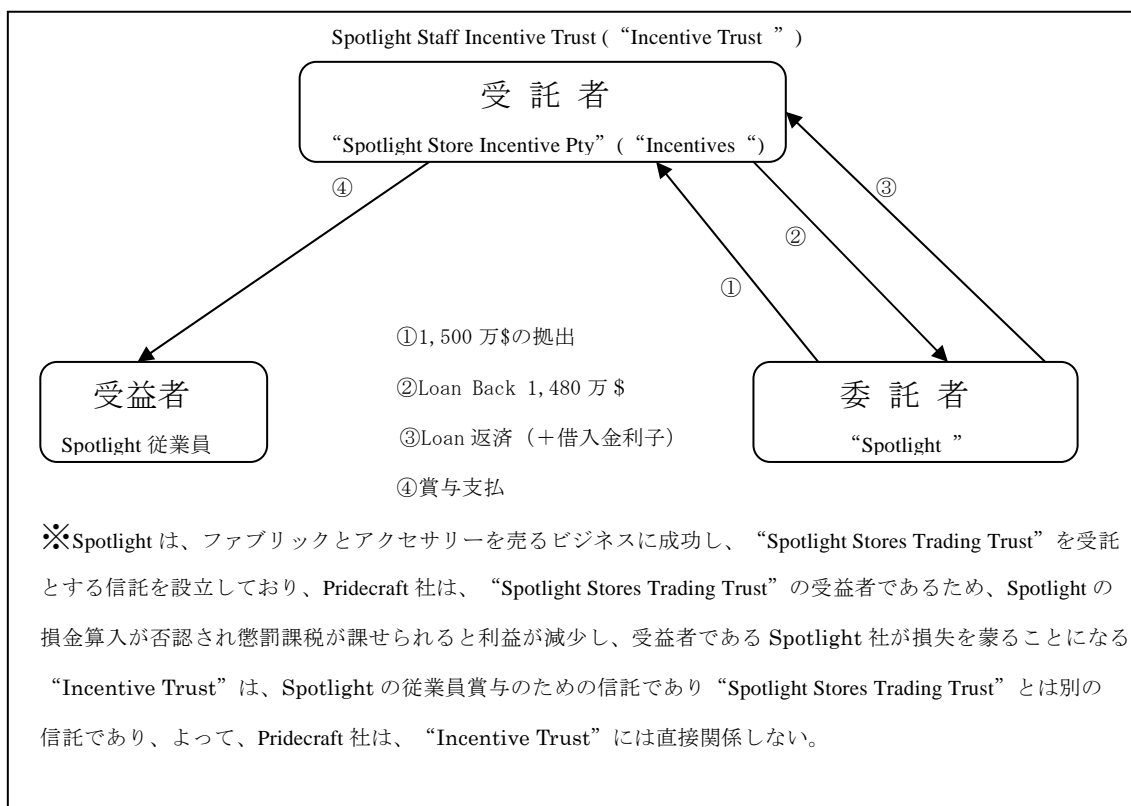 Spotlight Staff Incentive Trust (“Incentive Trust ”)
受 託 者
“Spotlight Store Incentive Pty” (“Incentives “)
④
③
②
①
①1,500 万$の拠出
②Loan Back 1,480 万$
③Loan 返済（＋借入金利子）
④賞与支払
受益者
Spotlight 従業員
委 託 者
“Spotlight ”
※Spotlight は、ファブリックとアクセサリーを売るビジネスに成功し、“Spotlight Stores Trading Trust”を受託
とする信託を設立しており、Pridecraft 社は、“Spotlight Stores Trading Trust”の受益者であるため、Spotlight の
損金算入が否認され懲罰課税が課せられると利益が減少し、受益者である Spotlight 社が損失を蒙ることになる
“Incentive Trust”は、Spotlight の従業員賞与のための信託であり“Spotlight Stores Trading Trust”とは別の
信託であり、よって、Pridecraft 社は、“Incentive Trust”には直接関係しない。